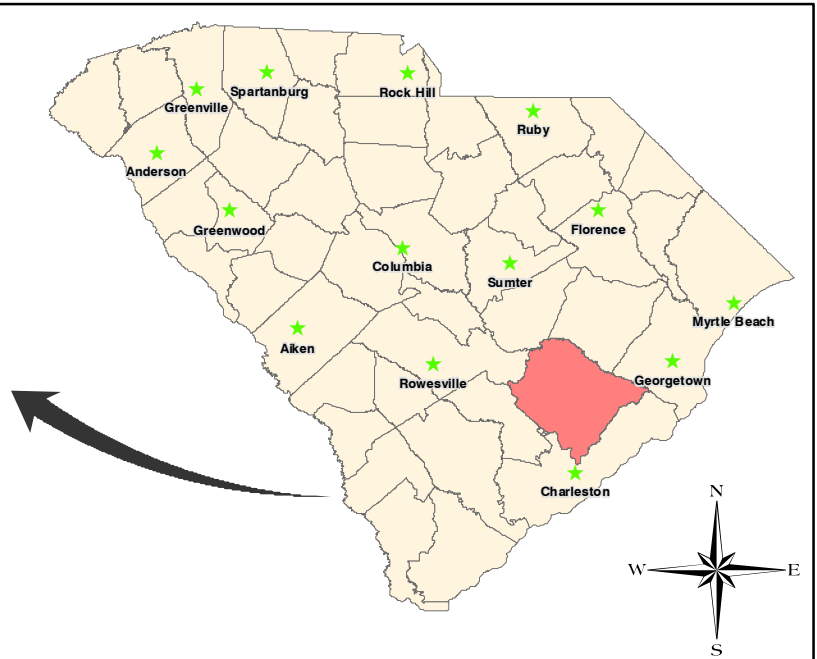 Spartanburg
Rock Hill
Greenville
Ruby
Anderson
Greenwood
Florence
Columbia
Sumter
Myrtle Beach
Aiken
Rowesville
Georgetown
Charleston
N
W E
S